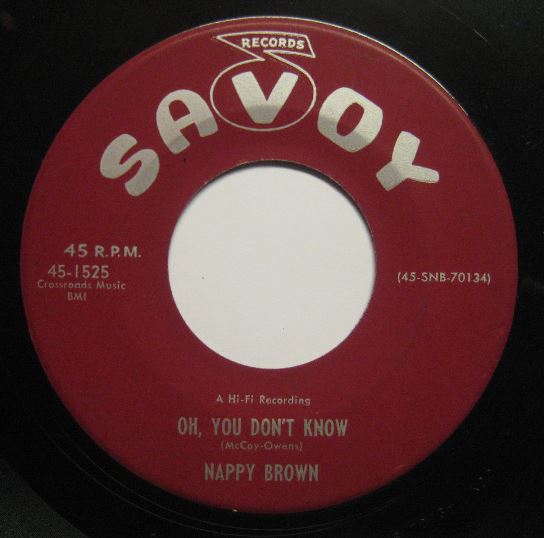 RECORDS
SAVOY
45 R.P.M.
45-1525
Crossroads Music
BMI
(45-SNB-70134)
A Hi-Fi Recording
OH, YOU DON'T KNOW
(McCoy-Owens)
NAPPY BROWN